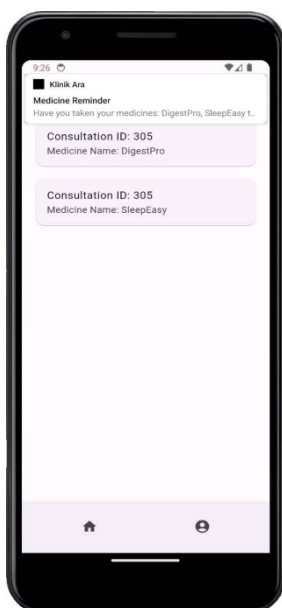 9:26
Klinik Ara
Medicine Reminder
Have you taken your medicines: DigestPro, SleepEasy t..
Consultation ID: 305
Medicine Name: DigestPro
Consultation ID: 305
Medicine Name: SleepEasy